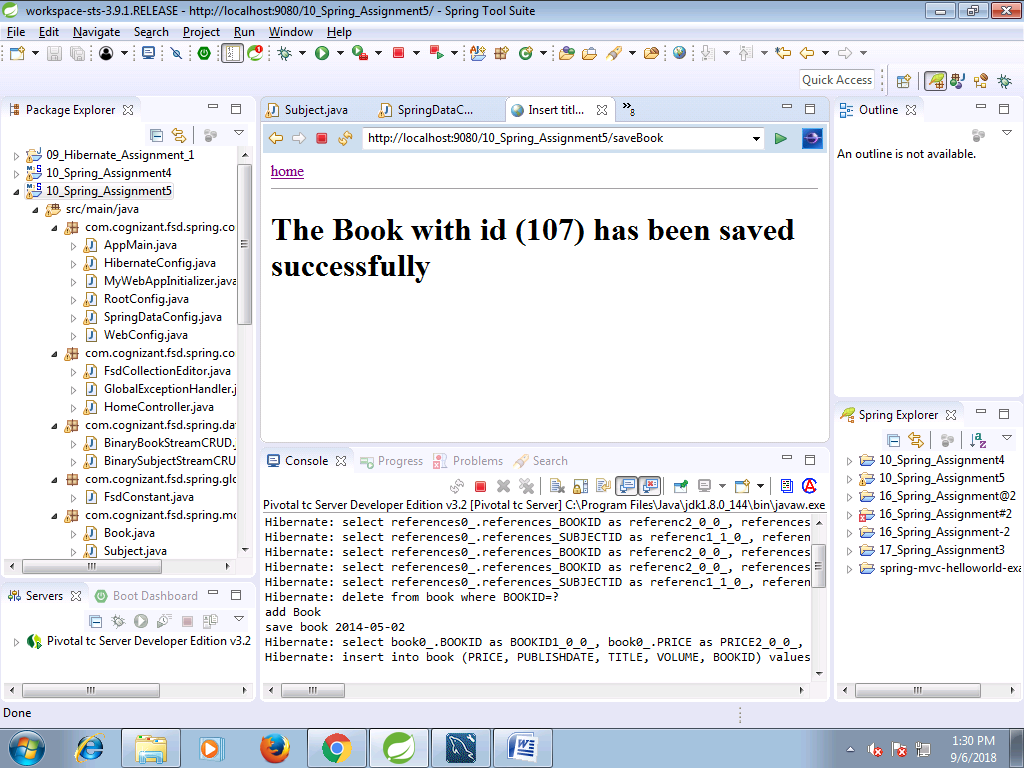 workspace-sts-3.9.1.RELEASE - http://localhost:9080/10_Spring_Assignment5/ - Spring Tool Suite
File Edit Navigate Search Project Run Window Help
Quick Access
Package Explorer
09_Hibernate_Assignment_1
10_Spring_Assignment4
10_Spring_Assignment5
src/main/java
com.cognizant.fsd.spring.co
AppMain.java
HibernateConfig.java
MyWebAppInitializer.java
RootConfig.java
SpringDataConfig.java
WebConfig.java
com.cognizant.fsd.spring.co
FsdCollectionEditor.java
GlobalExceptionHandler.j
HomeController.java
com.cognizant.fsd.spring.da
BinaryBookStreamCRUD.
BinarySubjectStreamCRU
com.cognizant.fsd.spring.glo
FsdConstant.java
com.cognizant.fsd.spring.mo
Book.java
Subject.java
Servers Boot Dashboard
Pivotal tc Server Developer Edition v3.2
Subject.java SpringDataC... Insert titl... »8
http://localhost:9080/10_Spring_Assignment5/saveBook
home
The Book with id (107) has been saved
successfully
Console Progress Problems Search
Pivotal tc Server Developer Edition v3.2 [Pivotal tc Server] C:\Program Files\Java\jdk1.8.0_144\bin\javaw.exe
Hibernate: select references0_.references_BOOKID as referenc2_0_0_, references
Hibernate: select references0_.references_SUBJECTID as referenc1_1_0_, referen
Hibernate: select references0_.references_BOOKID as referenc2_0_0_, references
Hibernate: select references0_.references_BOOKID as referenc2_0_0_, references
Hibernate: select references0_.references_SUBJECTID as referenc1_1_0_, referen
Hibernate: delete from book where BOOKID=?
add Book
save book 2014-05-02
Hibernate: select book0_.BOOKID as BOOKID1_0_0_, book0_.PRICE as PRICE2_0_0_,
Hibernate: insert into book (PRICE, PUBLISHDATE, TITLE, VOLUME, BOOKID) values
Outline
An outline is not available.
Spring Explorer
10_Spring_Assignment4
10_Spring_Assignment5
16_Spring_Assignment@2
16_Spring_Assignment#2
16_Spring_Assignment-2
17_Spring_Assignment3
spring-mvc-helloworld-exa
Done
1:30 PM
9/6/2018